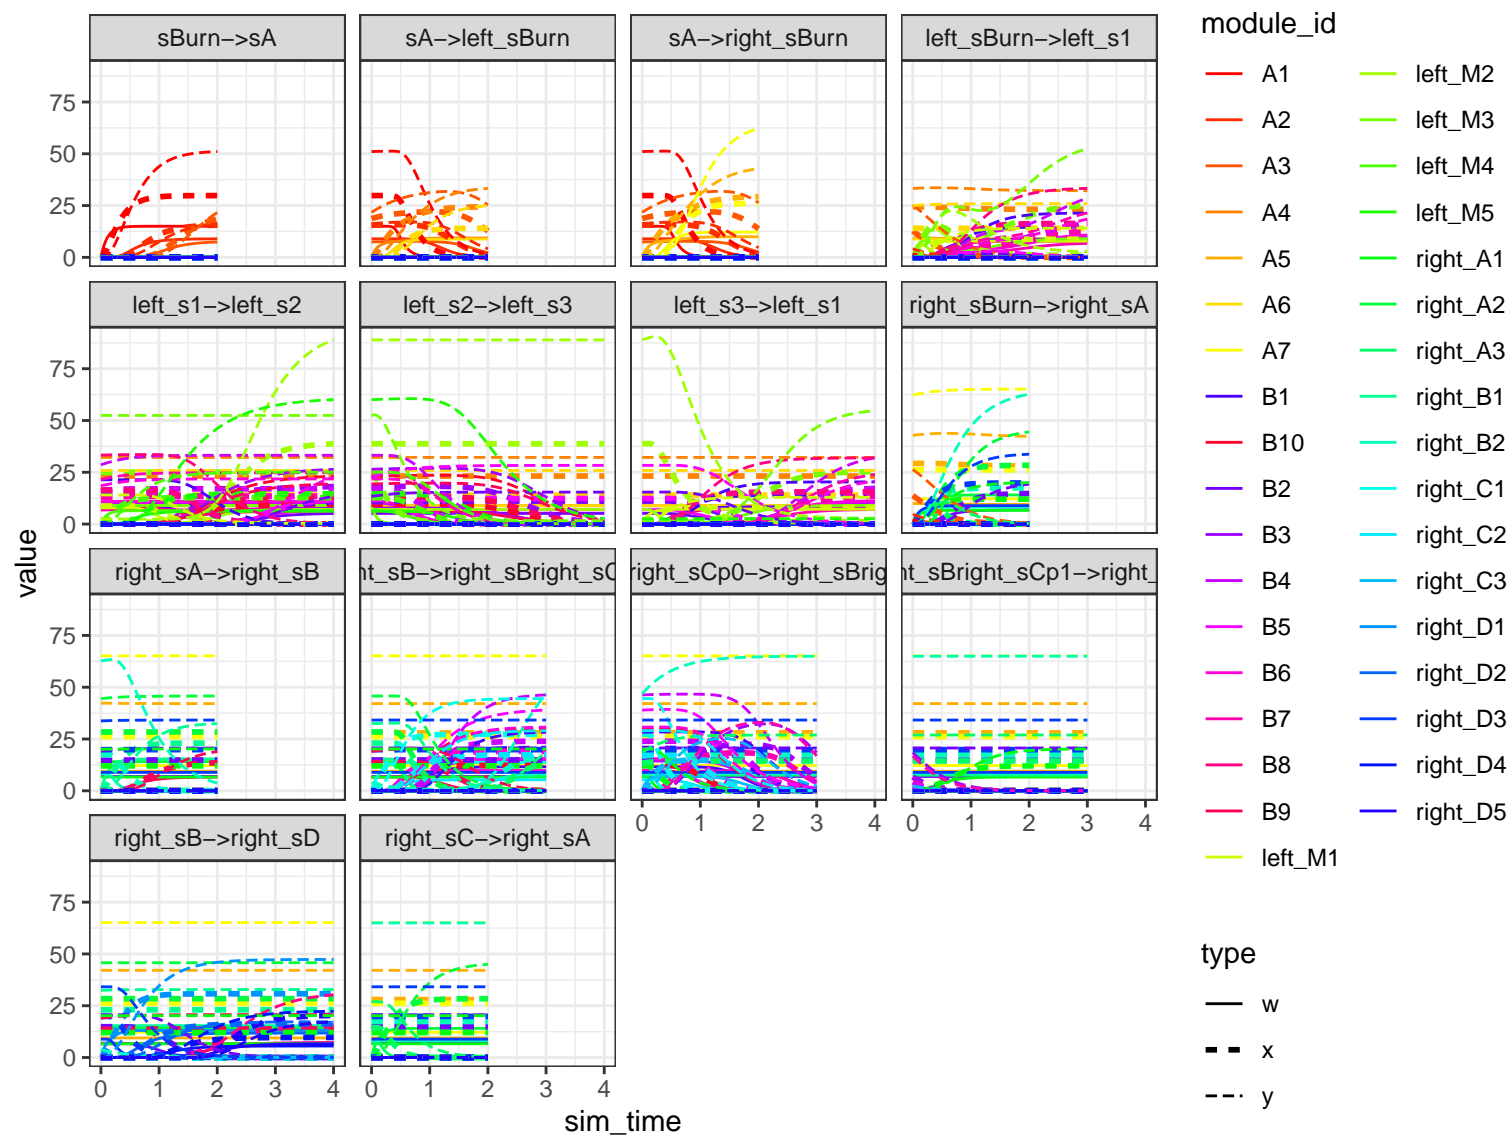 sBurn->sA
sA->left_sBurn
sA->right_sBurn
left_sBurn->left_s1
75
50
25
0
left_s1->left_s2
left_s2->left_s3
left_s3->left_s1
right_sBurn->right_sA
75
50
25
0
right_sA->right_sB
nt_sB->right_sBright_sC
right_sCp0->right_sBrig
nt_sBright_sCp1->right_
75
50
25
0
0 1 2 3 4
0 1 2 3 4
right_sB->right_sD
right_sC->right_sA
75
50
25
0
0 1 2 3 4
0 1 2 3 4
sim_time
value
module_id
A1
A2
A3
A4
A5
A6
A7
B1
B10
B2
B3
B4
B5
B6
B7
B8
B9
left_M1
left_M2
left_M3
left_M4
left_M5
right_A1
right_A2
right_A3
right_B1
right_B2
right_C1
right_C2
right_C3
right_D1
right_D2
right_D3
right_D4
right_D5
type
w
x
y